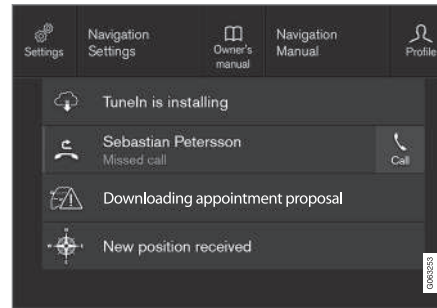 Settings
Navigation
Settings
Owner's
manual
Navigation
Manual
Profile
TuneIn is installing
Sebastian Petersson
Missed call
Call
Downloading appointment proposal
New position received
G063253